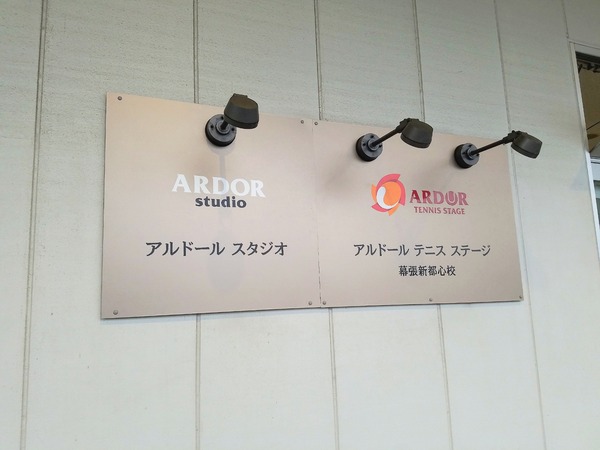 ARDOR
studio
アルドール スタジオ
ARDOR
TENNIS STAGE
アルドール テニス ステージ
幕張新都心校